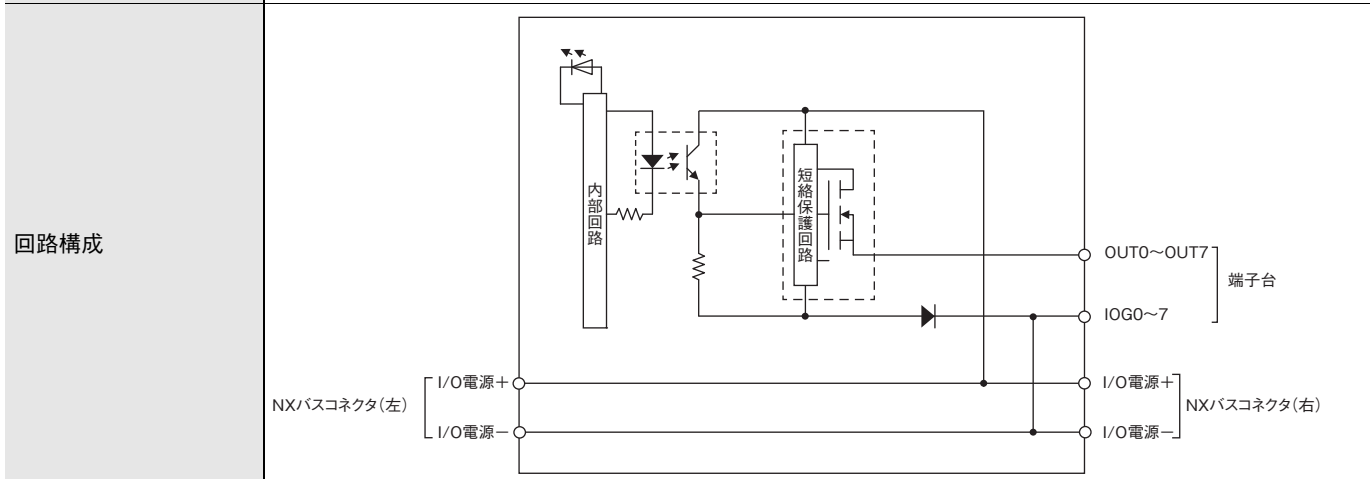 回路構成
内部回路
短絡保護回路
OUT0～OUT7
端子台
IOG0～7
NXバスコネクタ（左）
I/O電源＋
I/O電源－
I/O電源＋
I/O電源－
NXバスコネクタ（右）